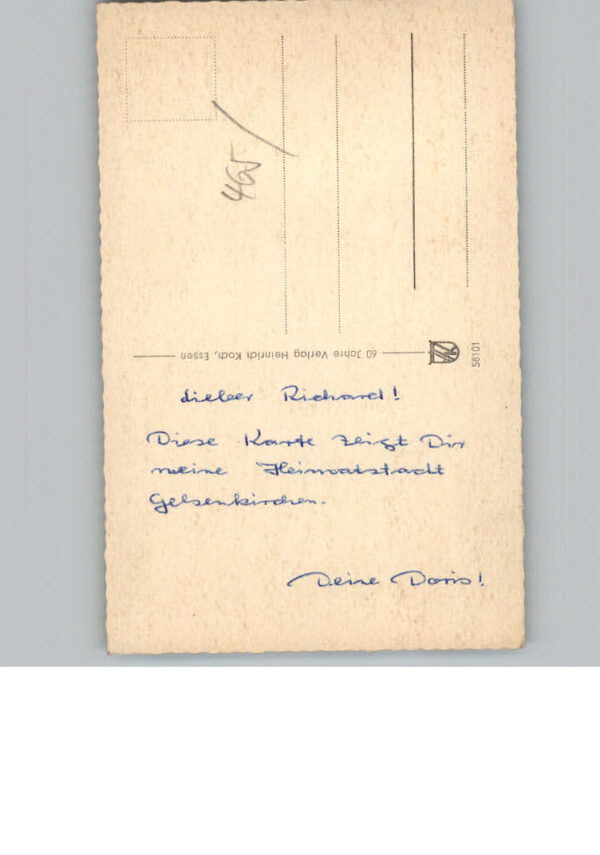 465
60 Jahre Verlag Heinrich Koch, Essen
58101
Lieber Richard!
Diese Karte zeigt Dir
meine Heimatstadt
Gelsenkirchen.
Deine Doris!